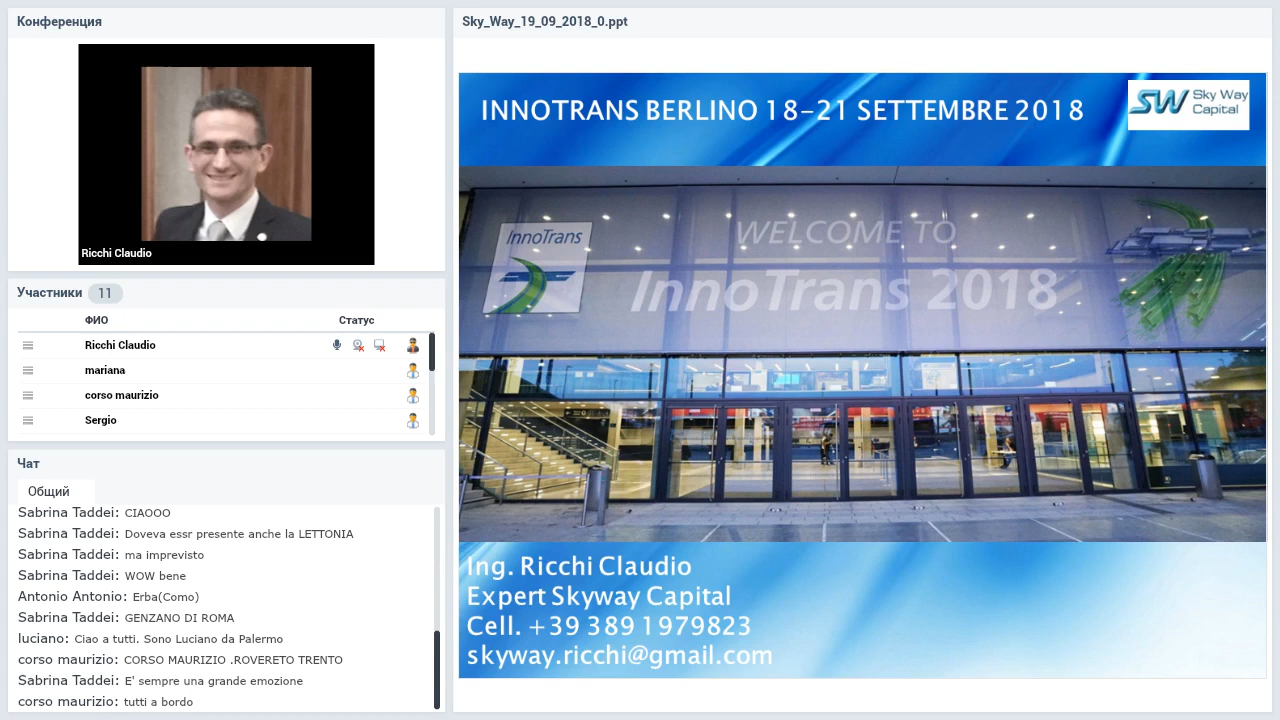 Конференция
Ricchi Claudio
Участники 11
ФИО Статус
Ricchi Claudio
mariana
corso maurizio
Sergio
Чат
Общий
Sabrina Taddei: CIAOOO
Sabrina Taddei: Doveva essr presente anche la LETTONIA
Sabrina Taddei: ma imprevisto
Sabrina Taddei: WOW bene
Antonio Antonio: Erba(Como)
Sabrina Taddei: GENZANO DI ROMA
luciano: Ciao a tutti. Sono Luciano da Palermo
corso maurizio: CORSO MAURIZIO .ROVERETO TRENTO
Sabrina Taddei: E' sempre una grande emozione
corso maurizio: tutti a bordo
Sky_Way_19_09_2018_0.ppt
INNOTRANS BERLINO 18-21 SETTEMBRE 2018
SW Sky Way
Capital
InnoTrans
WELCOME TO
InnoTrans 2018
Ing. Ricchi Claudio
Expert Skyway Capital
Cell. +39 389 1979823
skyway.ricchi@gmail.com